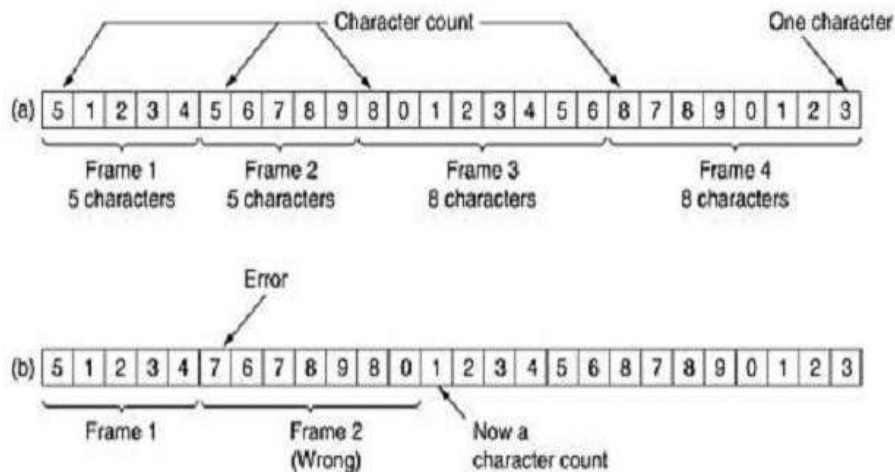 Character count
One character
(a) 5 1 2 3 4 5 6 7 8 9 8 0 1 2 3 4 5 6 8 7 8 9 0 1 2 3
Frame 1
5 characters
Frame 2
5 characters
Frame 3
8 characters
Frame 4
8 characters
Error
(b) 5 1 2 3 4 7 6 7 8 9 8 0 1 2 3 4 5 6 8 7 8 9 0 1 2 3
Frame 1
Frame 2
(Wrong)
Now a
character count